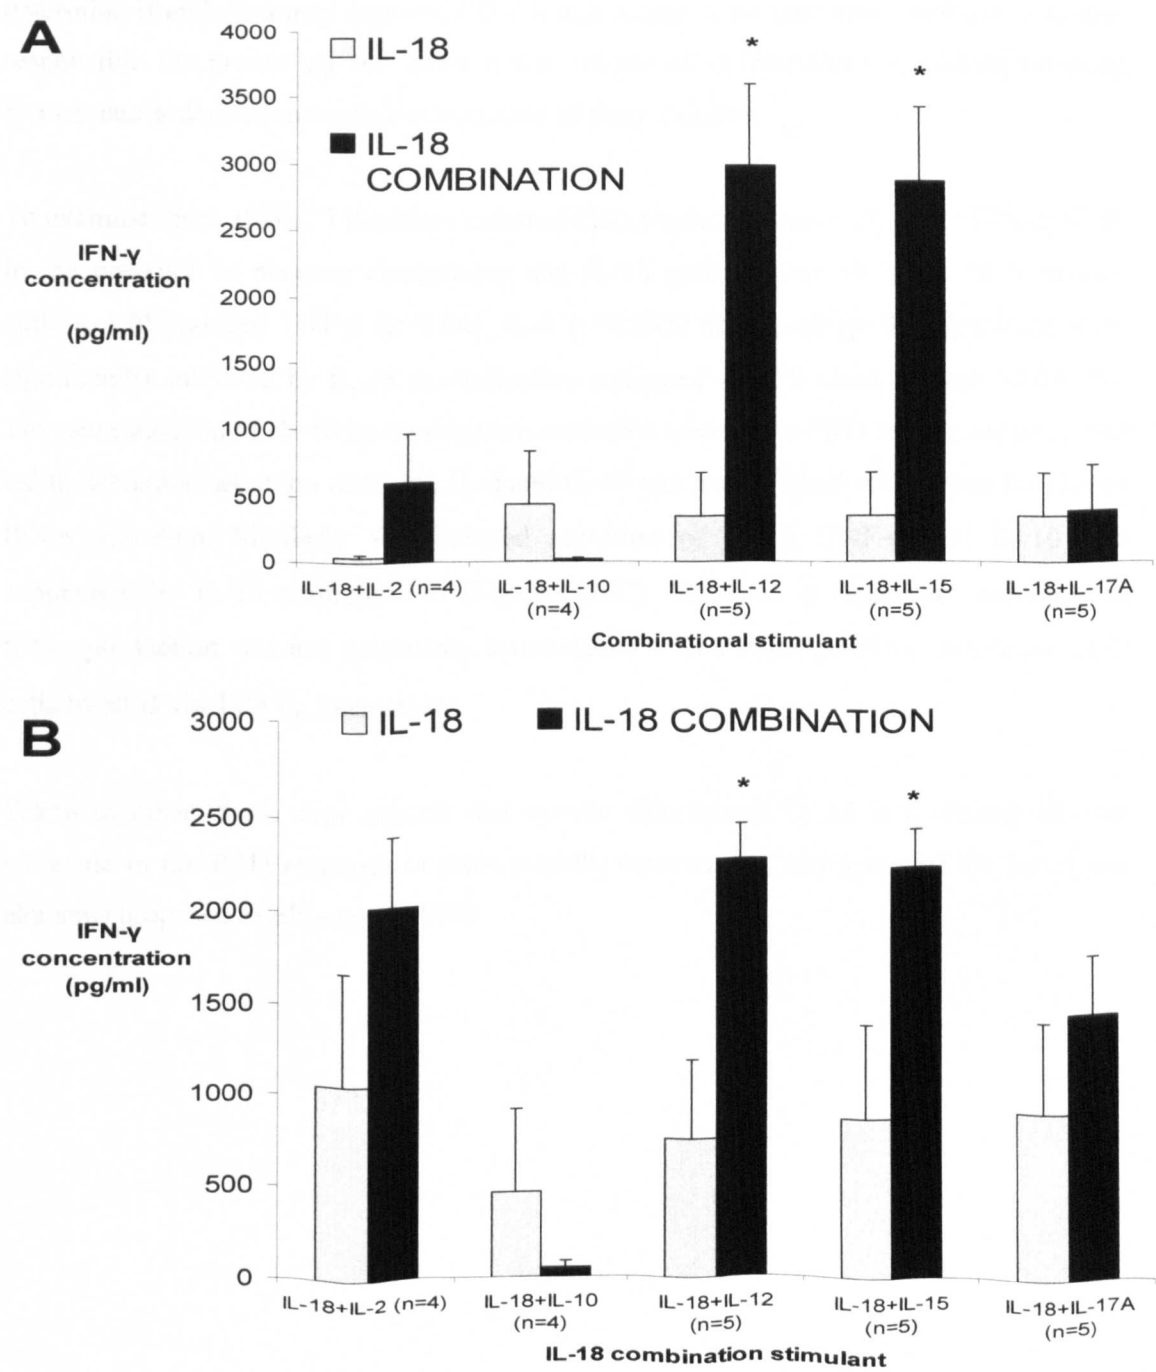 A
4000
3500
3000
2500
2000
1500
1000
500
0
IFN-γ
concentration
(pg/ml)
IL-18
IL-18
COMBINATION
*
*
IL-18+IL-2 (n=4)
IL-18+IL-10
(n=4)
IL-18+IL-12
(n=5)
IL-18+IL-15
(n=5)
IL-18+IL-17A
(n=5)
Combinational stimulant
B
3000
2500
2000
1500
1000
500
0
IFN-γ
concentration
(pg/ml)
IL-18
IL-18 COMBINATION
*
*
IL-18+IL-2 (n=4)
IL-18+IL-10
(n=4)
IL-18+IL-12
(n=5)
IL-18+IL-15
(n=5)
IL-18+IL-17A
(n=5)
IL-18 combination stimulant